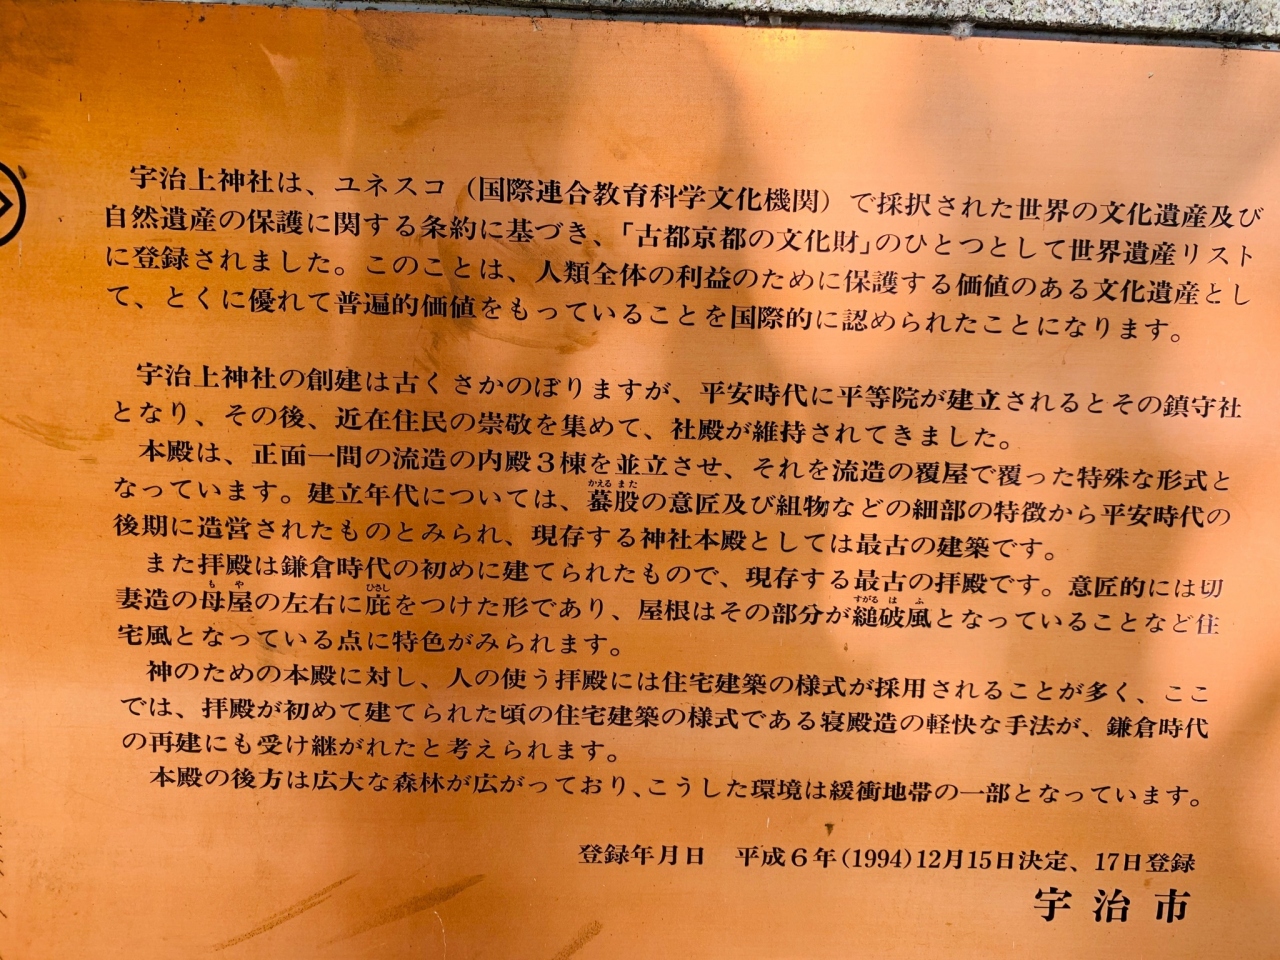 宇治上神社は、ユネスコ（国際連合教育科学文化機関）で採択された世界の文化遺産及び
自然遺産の保護に関する条約に基づき、「古都京都の文化財」のひとつとして世界遺産リスト
に登録されました。このことは、人類全体の利益のために保護する価値のある文化遺産とし
て、とくに優れて普遍的価値をもっていることを国際的に認められたことになります。
宇治上神社の創建は古くさかのぼりますが、平安時代に平等院が建立されるとその鎮守社
となり、その後、近在住民の崇敬を集めて、社殿が維持されてきました。
本殿は、正面一間の流造の内殿３棟を並立させ、それを流造の覆屋で覆った特殊な形式と
かえるまた
なっています。建立年代については、蟇股の意匠及び組物などの細部の特徴から平安時代の
後期に造営されたものとみられ、現存する神社本殿としては最古の建築です。
また拝殿は鎌倉時代の初めに建てられたもので、現存する最古の拝殿です。意匠的には切
もや ひさし すがるはふ
妻造の母屋の左右に庇をつけた形であり、屋根はその部分が縋破風となっていることなど住
宅風となっている点に特色がみられます。
神のための本殿に対し、人の使う拝殿には住宅建築の様式が採用されることが多く、ここ
では、拝殿が初めて建てられた頃の住宅建築の様式である寝殿造の軽快な手法が、鎌倉時代
の再建にも受け継がれたと考えられます。
本殿の後方は広大な森林が広がっており、こうした環境は緩衝地帯の一部となっています。
登録年月日　平成６年(1994)12月15日決定、17日登録
宇治市